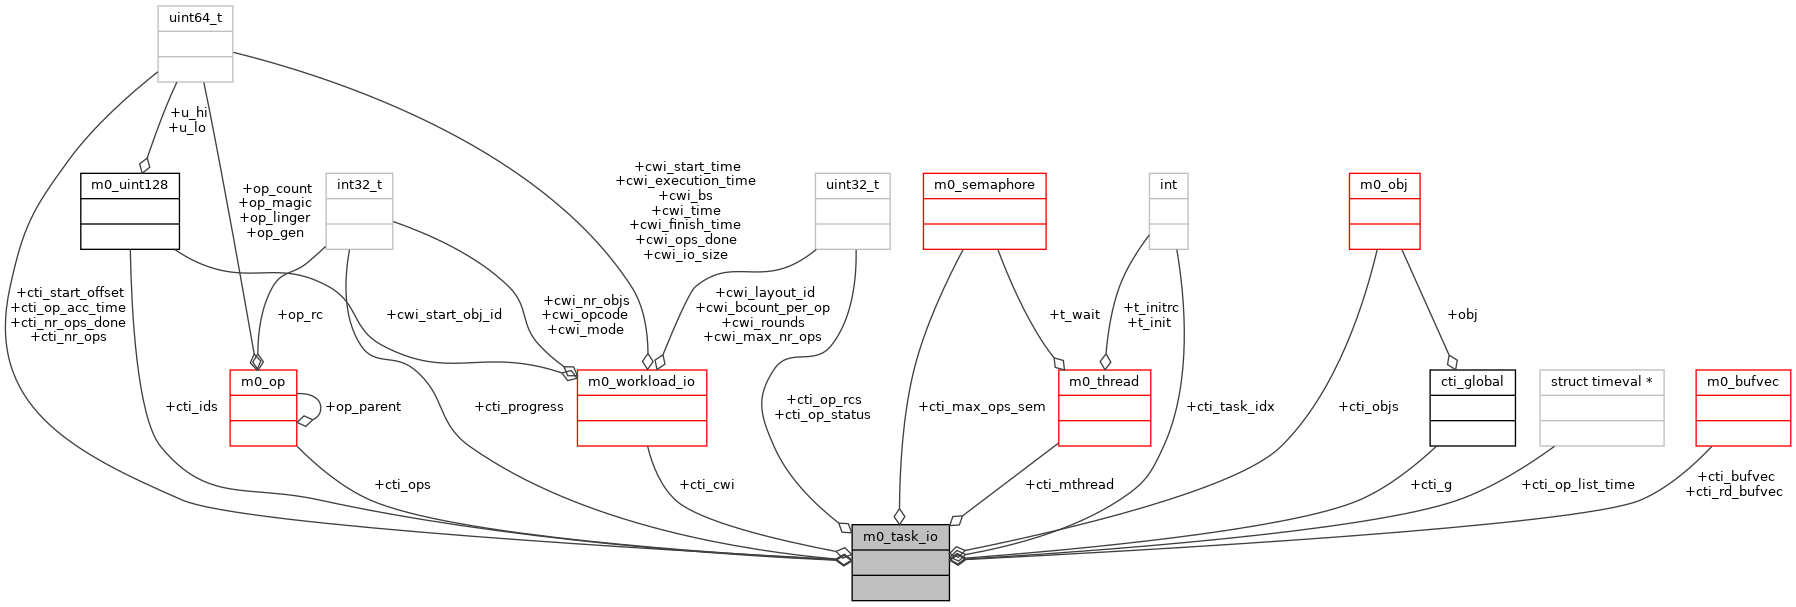 uint64_t
+u_hi
+u_lo
+cwi_start_time
+cwi_execution_time
+cwi_bs
+cwi_time
+cwi_finish_time
+cwi_ops_done
+cwi_io_size
m0_uint128
+op_count
+op_magic
+op_linger
+op_gen
int32_t
uint32_t
m0_semaphore
int
m0_obj
+cti_start_offset
+cti_op_acc_time
+cti_nr_ops_done
+cti_nr_ops
+op_rc
+cwi_start_obj_id
+cwi_nr_objs
+cwi_opcode
+cwi_mode
+cwi_layout_id
+cwi_bcount_per_op
+cwi_rounds
+cwi_max_nr_ops
+t_wait
+t_initrc
+t_init
+obj
m0_op
m0_workload_io
m0_thread
cti_global
struct timeval *
m0_bufvec
+cti_ids
+op_parent
+cti_progress
+cti_op_rcs
+cti_op_status
+cti_max_ops_sem
+cti_task_idx
+cti_objs
+cti_ops
+cti_cwi
+cti_mthread
+cti_g
+cti_op_list_time
+cti_bufvec
+cti_rd_bufvec
m0_task_io